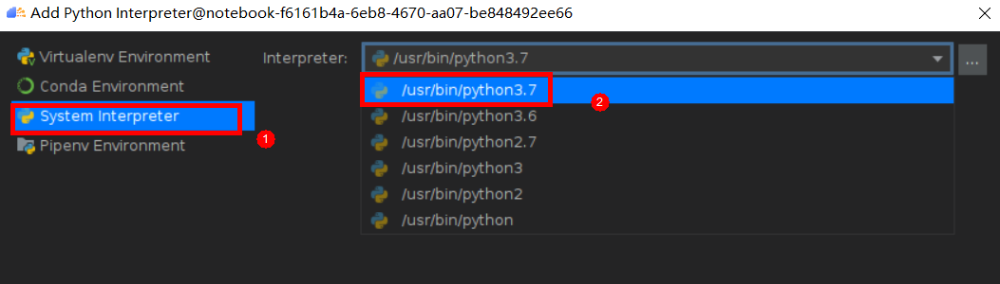 Add Python Interpreter@notebook-f6161b4a-6eb8-4670-aa07-be848492ee66
Virtualenv Environment
Conda Environment
System Interpreter
1
Pipenv Environment
Interpreter: /usr/bin/python3.7
...
/usr/bin/python3.7
2
/usr/bin/python3.6
/usr/bin/python2.7
/usr/bin/python3
/usr/bin/python2
/usr/bin/python